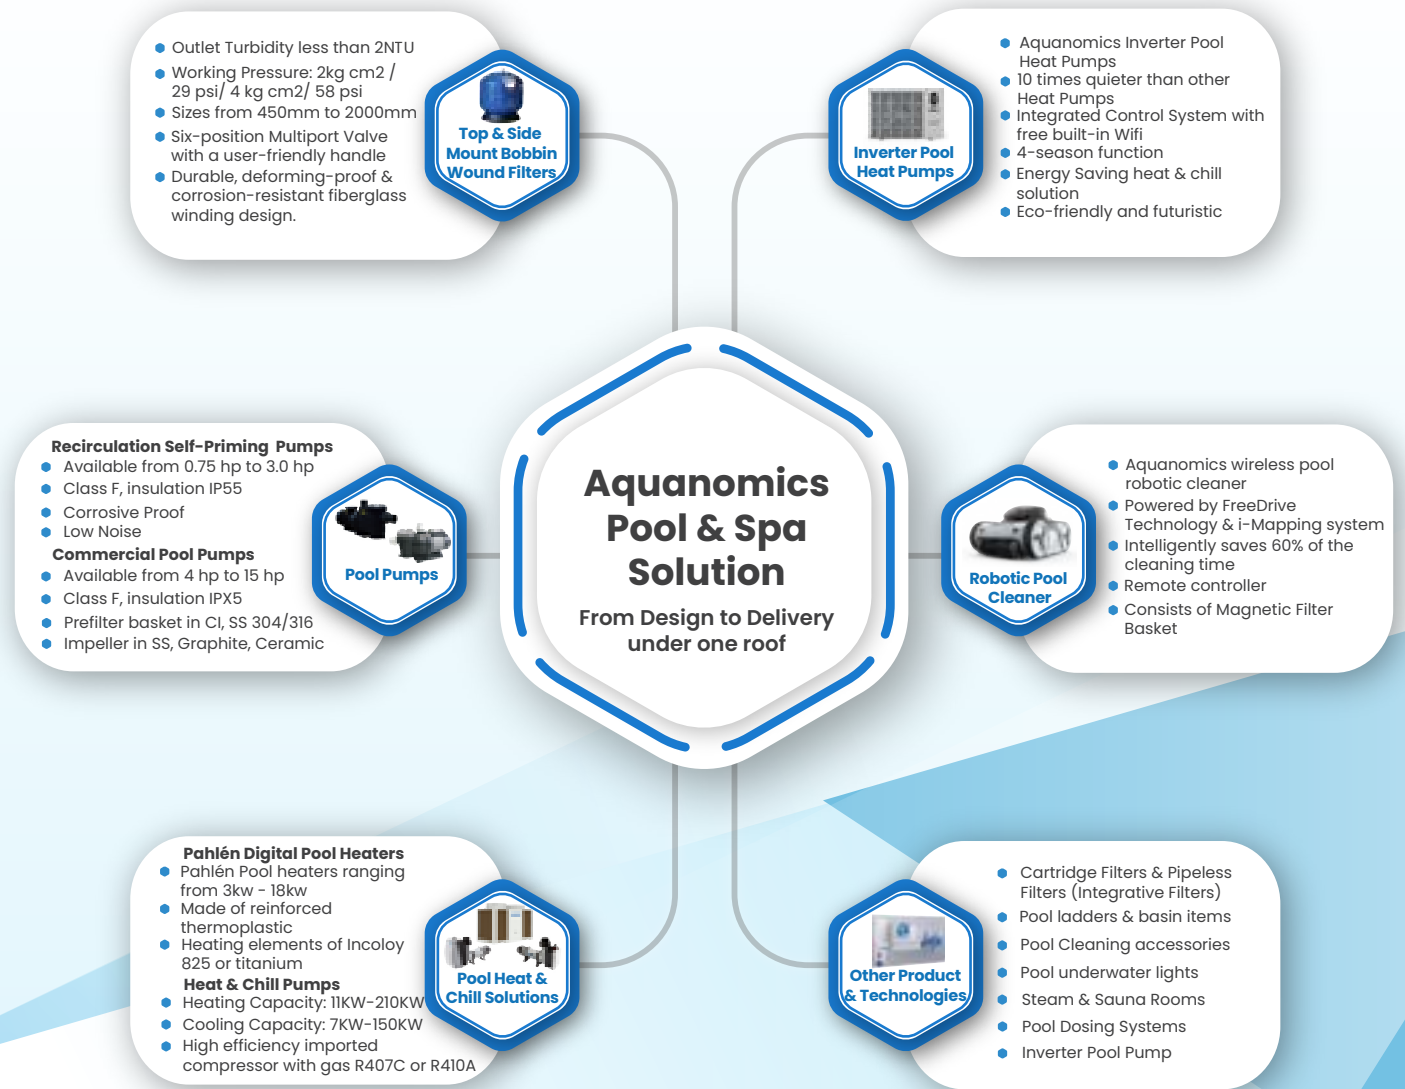 Outlet Turbidity less than 2NTU
Working Pressure: 2kg cm2 /
29 psi/ 4 kg cm2/ 58 psi
Sizes from 450mm to 2000mm
Six-position Multiport Valve
with a user-friendly handle
Durable, deforming-proof &
corrosion-resistant fiberglass
winding design.
Top & Side
Mount Bobbin
Wound Filters
Inverter Pool
Heat Pumps
Aquanomics Inverter Pool
Heat Pumps
10 times quieter than other
Heat Pumps
Integrated Control System with
free built-in Wifi
4-season function
Energy Saving heat & chill
solution
Eco-friendly and futuristic
Recirculation Self-Priming Pumps
Available from 0.75 hp to 3.0 hp
Class F, insulation IP55
Corrosive Proof
Low Noise
Commercial Pool Pumps
Available from 4 hp to 15 hp
Class F, insulation IPX5
Prefilter basket in CI, SS 304/316
Impeller in SS, Graphite, Ceramic
Pool Pumps
Aquanomics
Pool & Spa
Solution
From Design to Delivery
under one roof
Robotic Pool
Cleaner
Aquanomics wireless pool
robotic cleaner
Powered by FreeDrive
Technology & i-Mapping system
Intelligently saves 60% of the
cleaning time
Remote controller
Consists of Magnetic Filter
Basket
Pahlén Digital Pool Heaters
Pahlén Pool heaters ranging
from 3kw - 18kw
Made of reinforced
thermoplastic
Heating elements of Incoloy
825 or titanium
Heat & Chill Pumps
Heating Capacity: 11KW-210KW
Cooling Capacity: 7KW-150KW
High efficiency imported
compressor with gas R407C or R410A
Pool Heat &
Chill Solutions
Other Product
& Technologies
Cartridge Filters & Pipeless
Filters (Integrative Filters)
Pool ladders & basin items
Pool Cleaning accessories
Pool underwater lights
Steam & Sauna Rooms
Pool Dosing Systems
Inverter Pool Pump